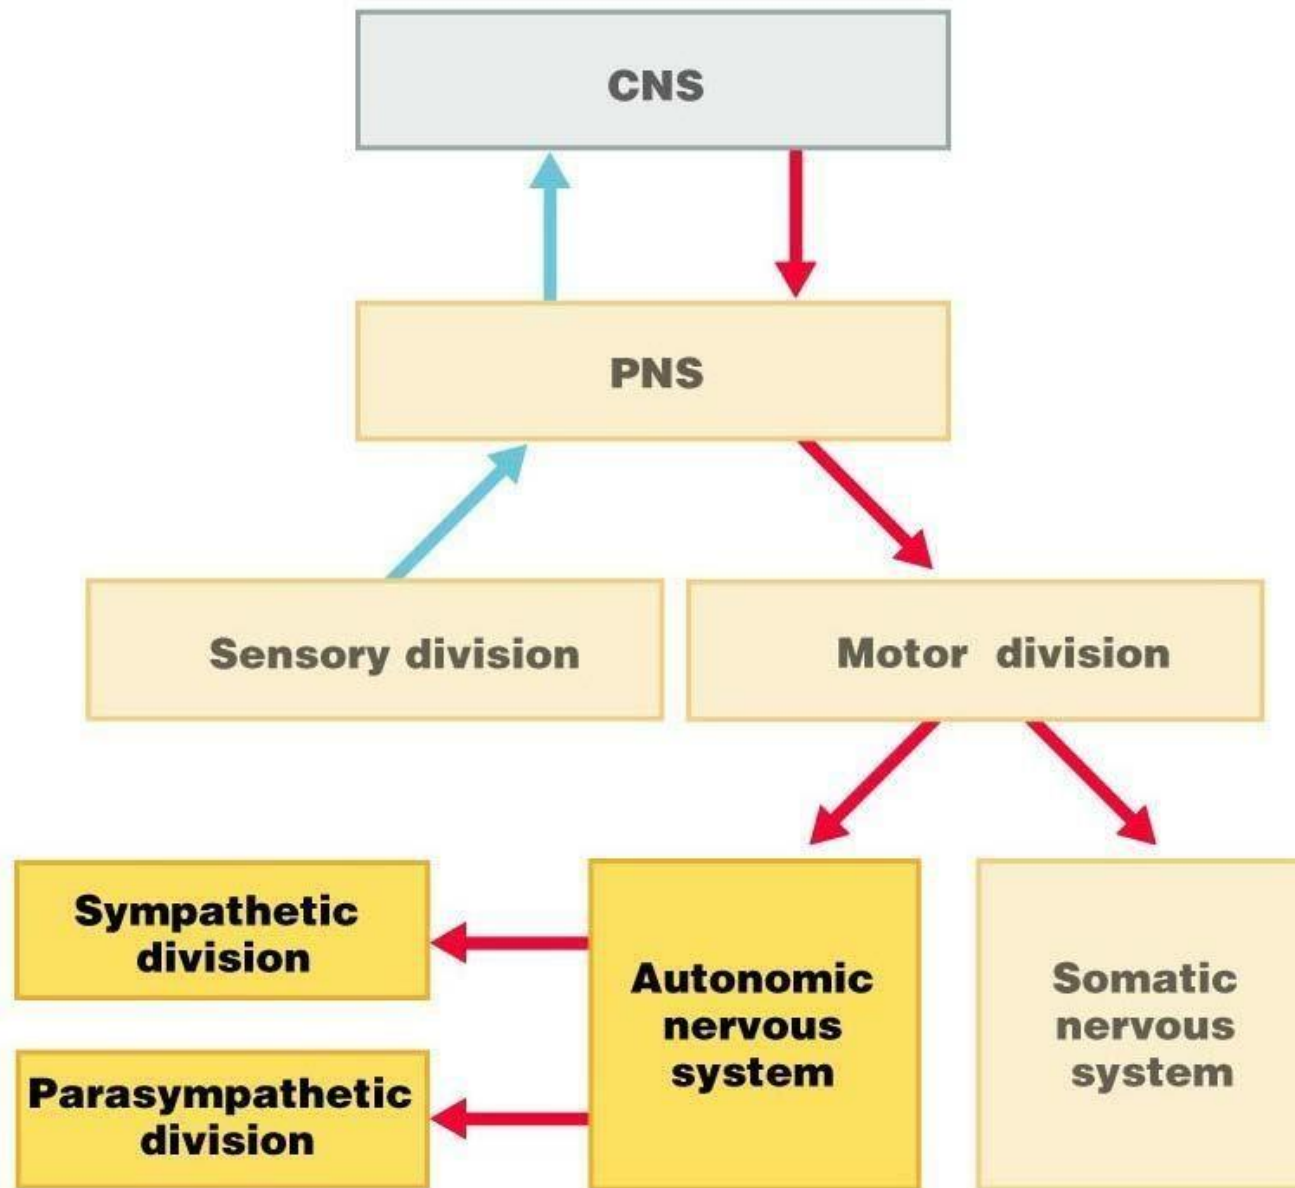 CNS
PNS
Sensory division
Motor division
Sympathetic
division
Autonomic
nervous
system
Somatic
nervous
system
Parasympathetic
division